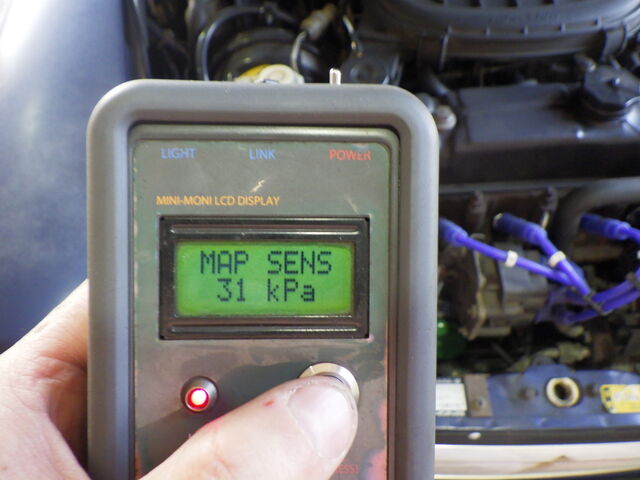 LIGHT LINK POWER
MINI-MONI LCD DISPLAY
MAP SENS
31 kPa